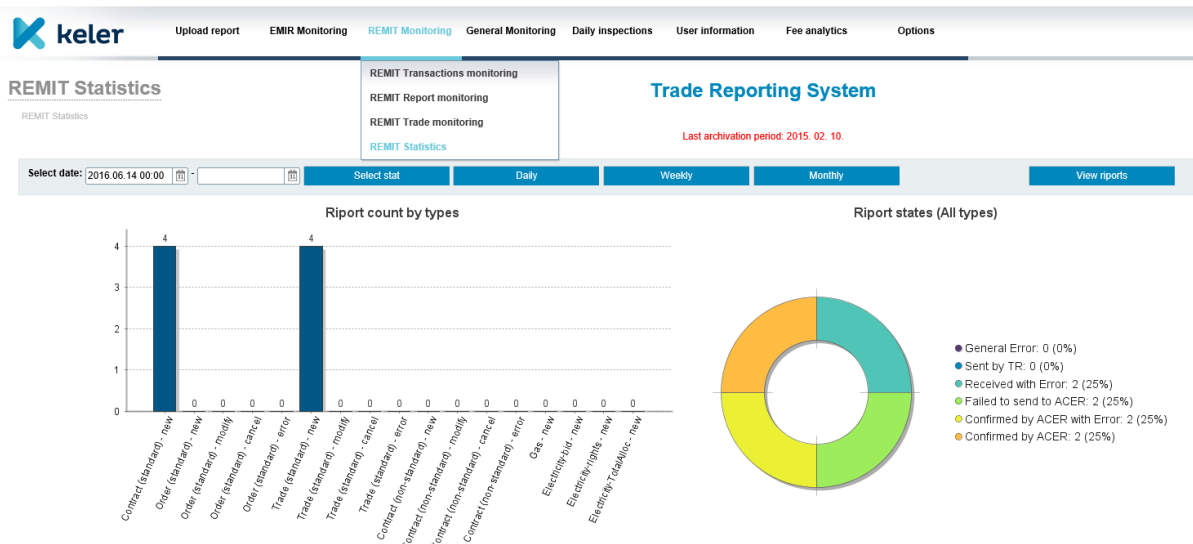 keler
Upload report EMIR Monitoring REMIT Monitoring General Monitoring Daily inspections User information Fee analytics Options
REMIT Transactions monitoring
REMIT Report monitoring
REMIT Trade monitoring
REMIT Statistics
REMIT Statistics
REMIT Statistics
Trade Reporting System
Last archivation period: 2015. 02. 10.
Select date: 2016.06.14 00:00 31 - 31 Select stat Daily Weekly Monthly View riports
Riport count by types
4 4
4
3
2
1
0
0 0 0 0 0 0 0 0 0 0 0 0 0 0 0
Contract (standard) - new
Order (standard) - new
Order (standard) - modify
Order (standard) - cancel
Order (standard) - error
Trade (standard) - new
Trade (standard) - modify
Trade (standard) - cancel
Trade (standard) - error
Contract (non-standard) - new
Contract (non-standard) - modify
Contract (non-standard) - cancel
Contract (non-standard) - error
Gas - new
Electricity-bid - new
Electricity-rights - new
Electricity-TotalAlloc - new
Riport states (All types)
General Error: 0 (0%)
Sent by TR: 0 (0%)
Received with Error: 2 (25%)
Failed to send to ACER: 2 (25%)
Confirmed by ACER with Error: 2 (25%)
Confirmed by ACER: 2 (25%)